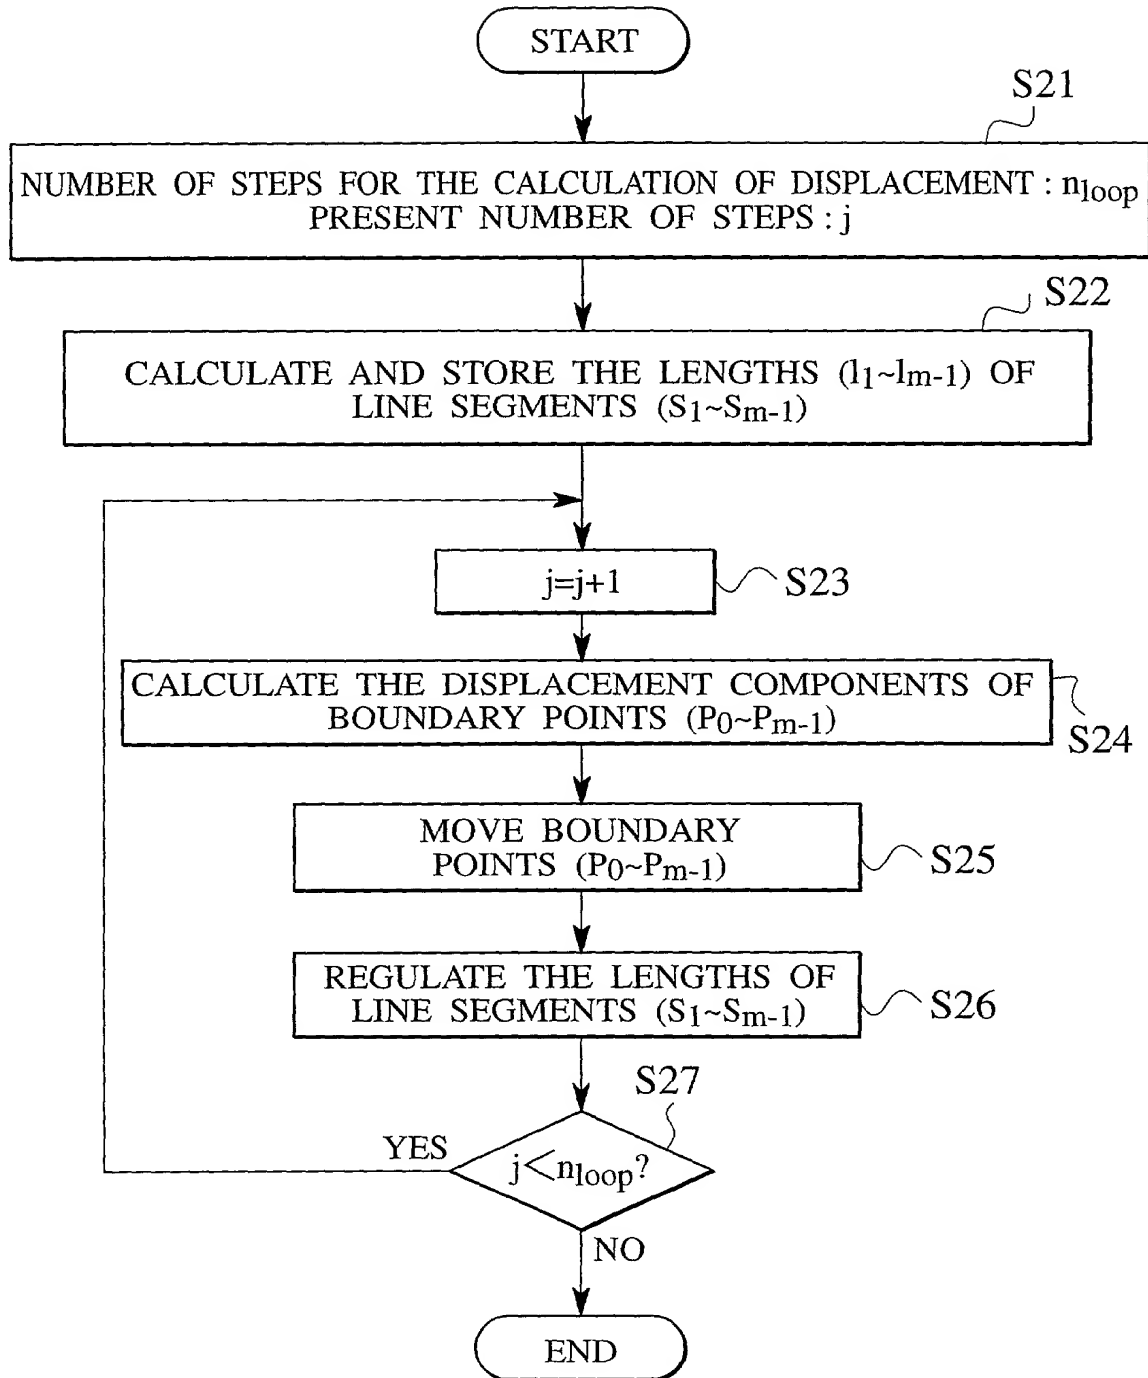 START
S21
NUMBER OF STEPS FOR THE CALCULATION OF DISPLACEMENT : nloop
PRESENT NUMBER OF STEPS : j
S22
CALCULATE AND STORE THE LENGTHS (l1~lm-1) OF
LINE SEGMENTS (S1~Sm-1)
j=j+1
S23
CALCULATE THE DISPLACEMENT COMPONENTS OF
BOUNDARY POINTS (P0~Pm-1)
S24
MOVE BOUNDARY
POINTS (P0~Pm-1)
S25
REGULATE THE LENGTHS OF
LINE SEGMENTS (S1~Sm-1)
S26
S27
YES
j<nloop?
NO
END